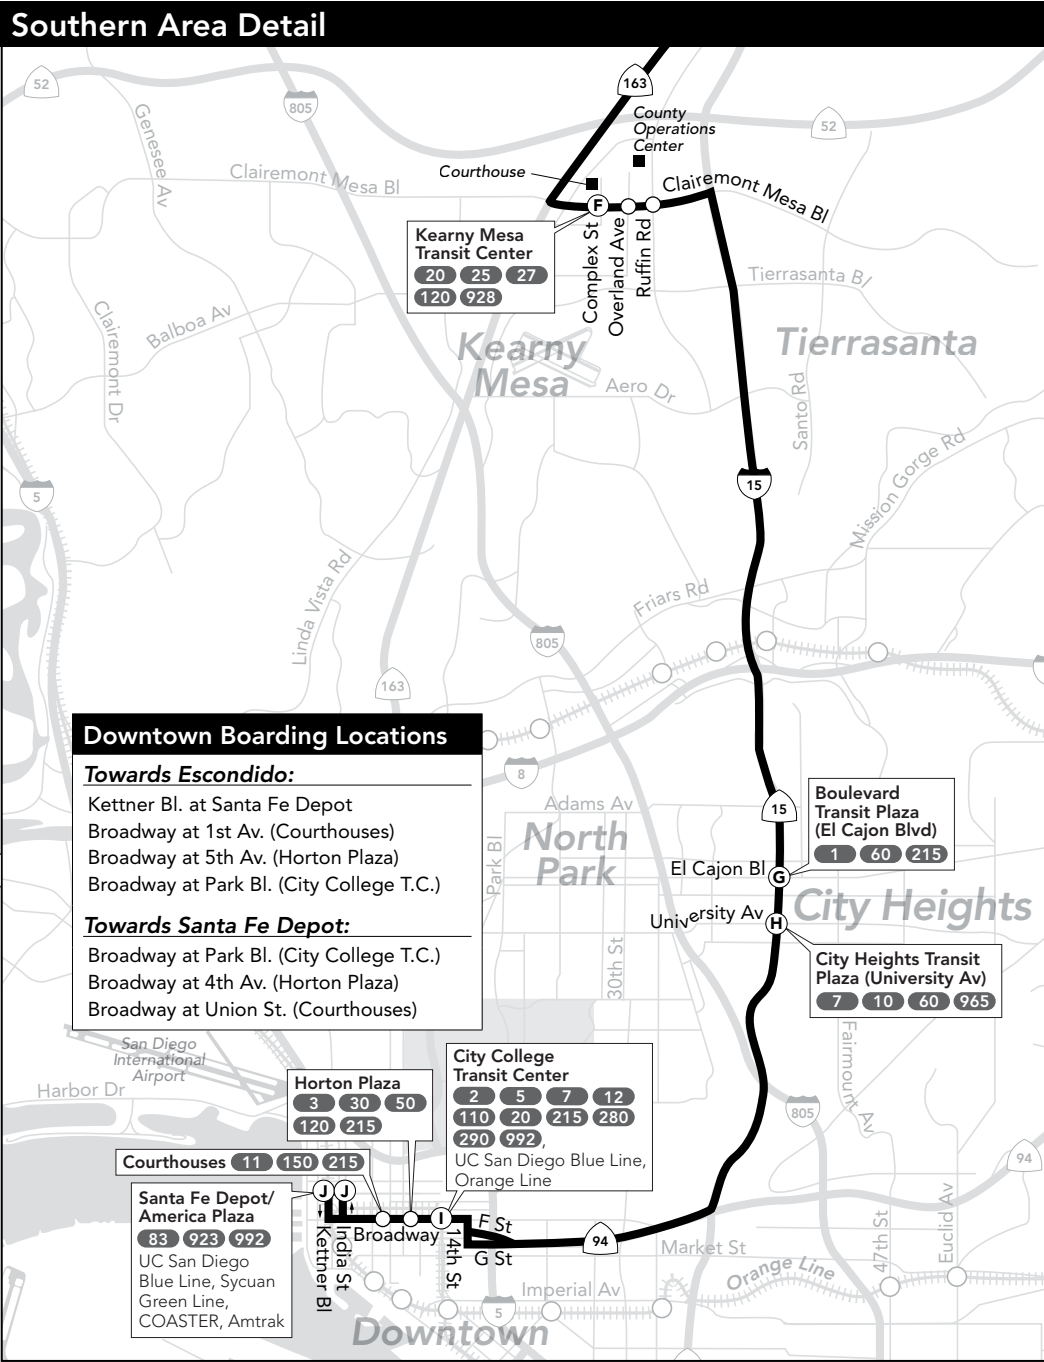 Southern Area Detail
52
805
163
52
Genesee Av
County
Operations
Center
Courthouse
Clairemont Mesa Bl
Clairemont Mesa Bl
F
Kearny Mesa
Transit Center
20 25 27
120 928
Complex St
Overland Ave
Ruffin Rd
Tierrasanta Bl
Clairemont Dr
Balboa Av
Kearny
Mesa
Tierrasanta
Aero Dr
Santo Rd
Mission Gorge Rd
5
15
Linda Vista Rd
Friars Rd
805
163
8
Downtown Boarding Locations
Towards Escondido:
Kettner Bl. at Santa Fe Depot
Broadway at 1st Av. (Courthouses)
Broadway at 5th Av. (Horton Plaza)
Broadway at Park Bl. (City College T.C.)
Towards Santa Fe Depot:
Broadway at Park Bl. (City College T.C.)
Broadway at 4th Av. (Horton Plaza)
Broadway at Union St. (Courthouses)
Adams Av
15
Boulevard
Transit Plaza
(El Cajon Blvd)
1 60 215
North
Park
Park Bl
El Cajon Bl
G
City Heights
University Av
H
City Heights Transit
Plaza (University Av)
7 10 60 965
30th St
San Diego
International
Airport
Harbor Dr
Fairmount Av
805
94
Horton Plaza
3 30 50
120 215
City College
Transit Center
2 5 7 12
110 20 215 280
290 992,
UC San Diego Blue Line,
Orange Line
Courthouses 11 150 215
Santa Fe Depot/
America Plaza
83 923 992
UC San Diego
Blue Line, Sycuan
Green Line,
COASTER, Amtrak
J J
I
Kettner Bl
India St
Broadway
14th St
F St
G St
94
Market St
47th St
Euclid Av
Orange Line
Imperial Av
5
Downtown